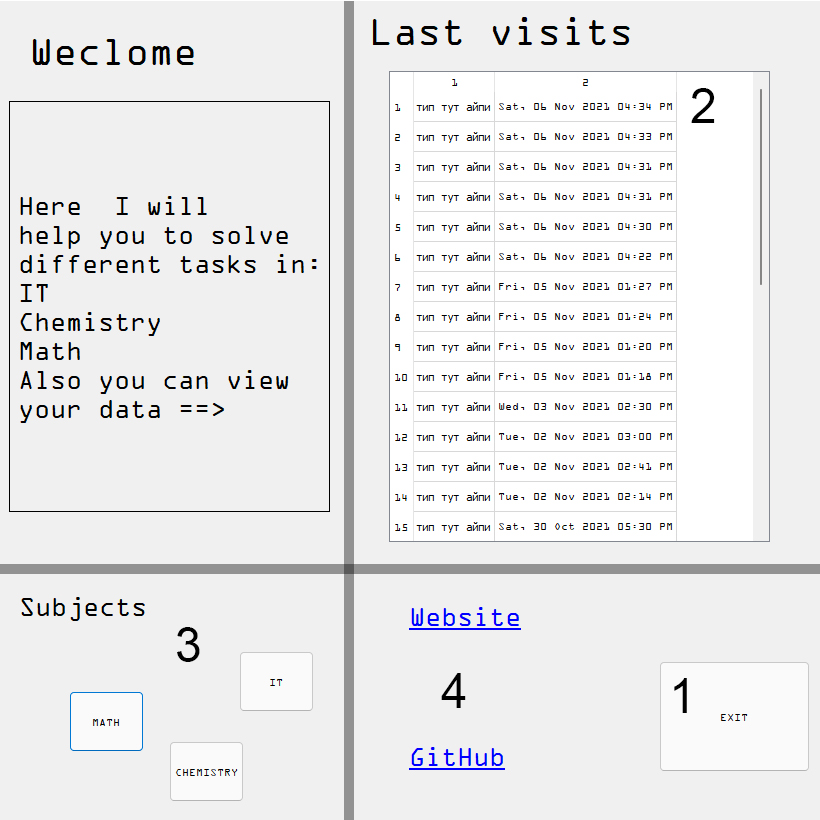 Weclome
Here  I will
help you to solve
different tasks in:
IT
Chemistry
Math
Also you can view
your data ==>
Last visits
1 2
2
1 тип тут айпи Sat, 06 Nov 2021 04:34 PM
2 тип тут айпи Sat, 06 Nov 2021 04:33 PM
3 тип тут айпи Sat, 06 Nov 2021 04:31 PM
4 тип тут айпи Sat, 06 Nov 2021 04:31 PM
5 тип тут айпи Sat, 06 Nov 2021 04:30 PM
6 тип тут айпи Sat, 06 Nov 2021 04:22 PM
7 тип тут айпи Fri, 05 Nov 2021 01:27 PM
8 тип тут айпи Fri, 05 Nov 2021 01:24 PM
9 тип тут айпи Fri, 05 Nov 2021 01:20 PM
10 тип тут айпи Fri, 05 Nov 2021 01:18 PM
11 тип тут айпи Wed, 03 Nov 2021 02:30 PM
12 тип тут айпи Tue, 02 Nov 2021 03:00 PM
13 тип тут айпи Tue, 02 Nov 2021 02:41 PM
14 тип тут айпи Tue, 02 Nov 2021 02:14 PM
15 тип тут айпи Sat, 30 Oct 2021 05:30 PM
Subjects
3
IT
MATH
CHEMISTRY
Website
4
GitHub
1
EXIT